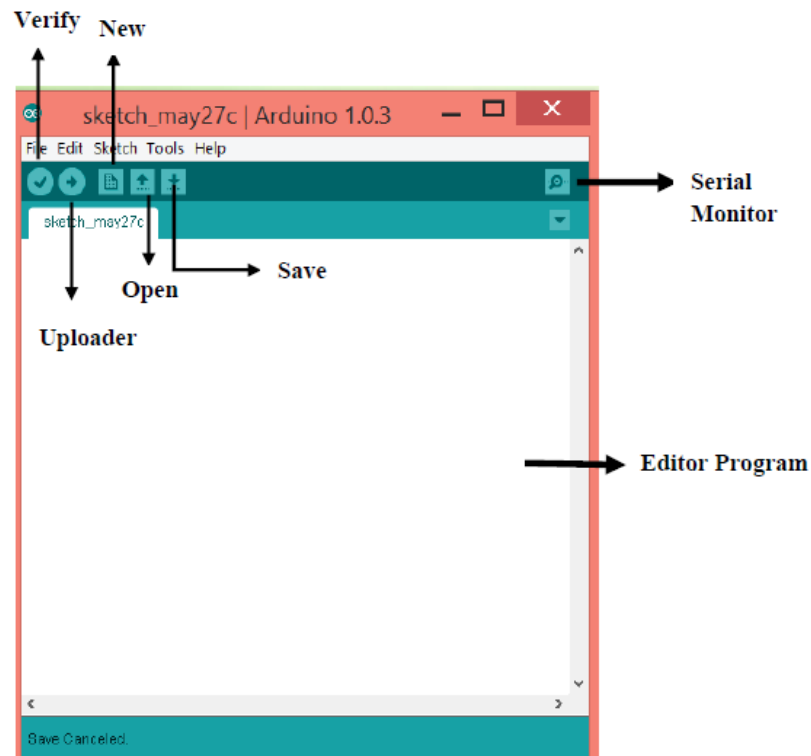 Verify New
sketch_may27c | Arduino 1.0.3
File Edit Sketch Tools Help
Serial
Monitor
sketch_may27c
Save
Open
Uploader
Editor Program
Save Canceled.